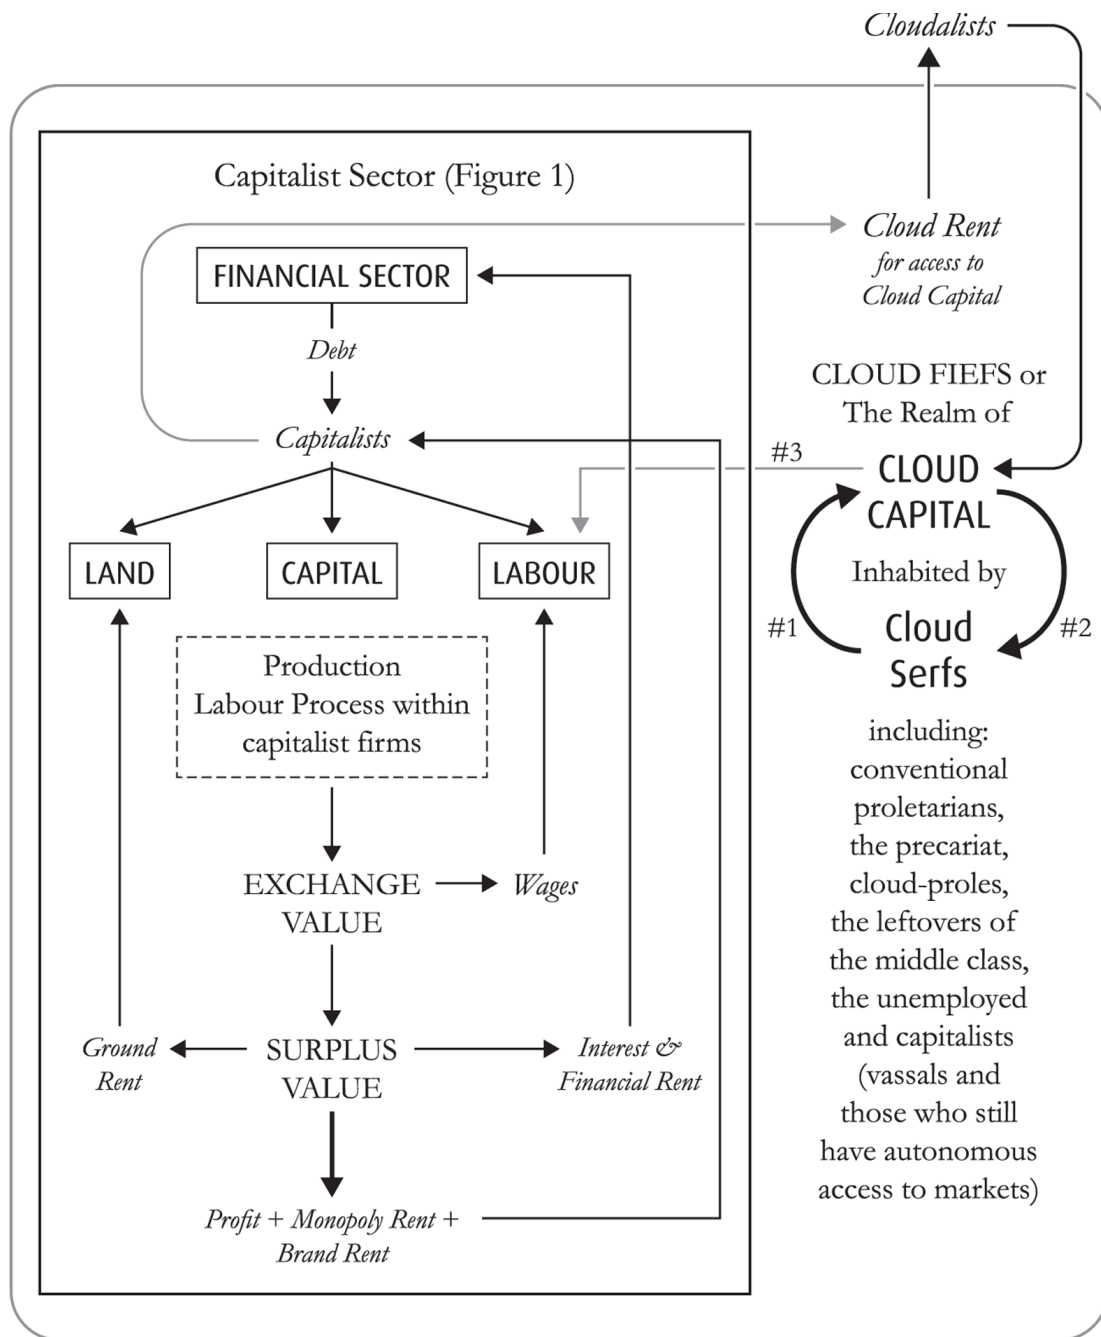 Cloudalists
Capitalist Sector (Figure 1)
Cloud Rent
for access to
Cloud Capital
FINANCIAL SECTOR
Debt
Capitalists
CLOUD FIEFS or
The Realm of
CLOUD
CAPITAL
#3
Inhabited by
#1
#2
Cloud
Serfs
LAND
CAPITAL
LABOUR
Production
Labour Process within
capitalist firms
EXCHANGE
VALUE
Wages
Ground
Rent
SURPLUS
VALUE
Interest &
Financial Rent
Profit + Monopoly Rent +
Brand Rent
including:
conventional
proletarians,
the precariat,
cloud-proles,
the leftovers of
the middle class,
the unemployed
and capitalists
(vassals and
those who still
have autonomous
access to markets)